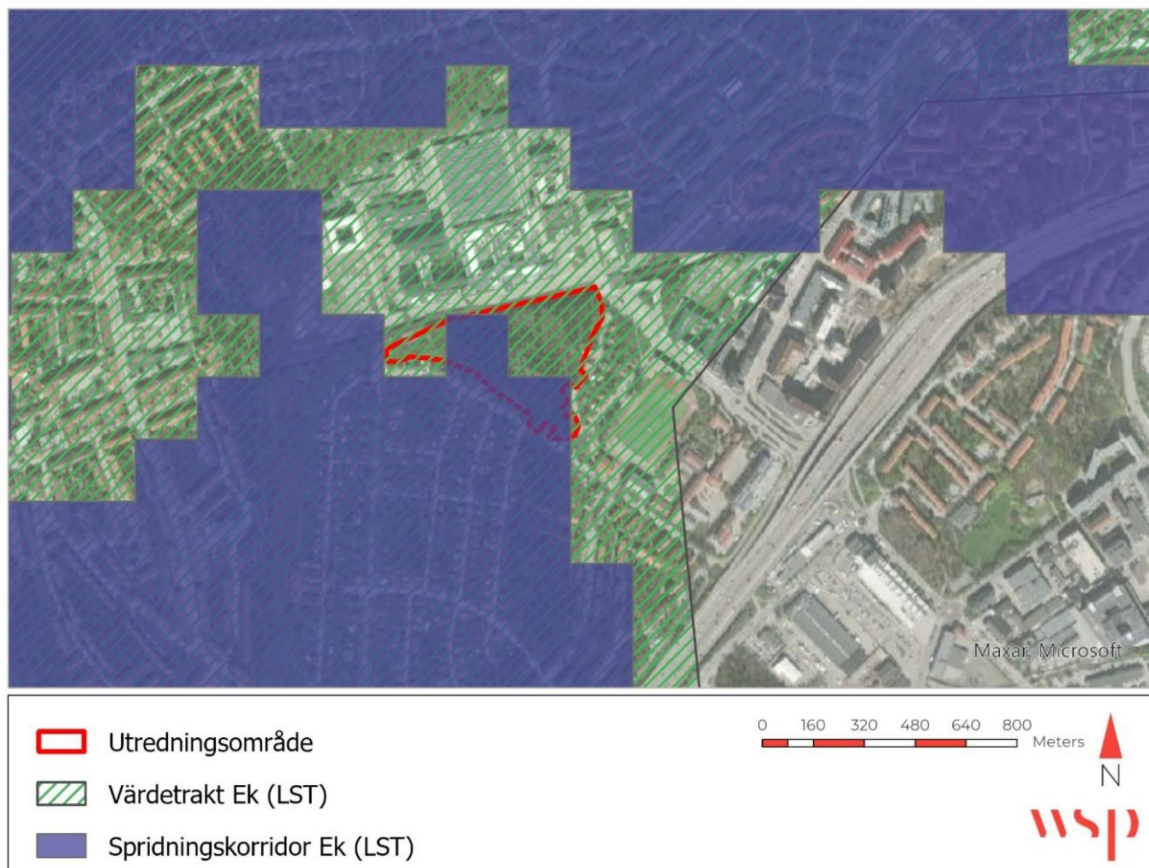 Maxar, Microsoft
Utredningsområde
Värdetrakt Ek (LST)
Spridningskorridor Ek (LST)
0 160 320 480 640 800
Meters
N
wsp